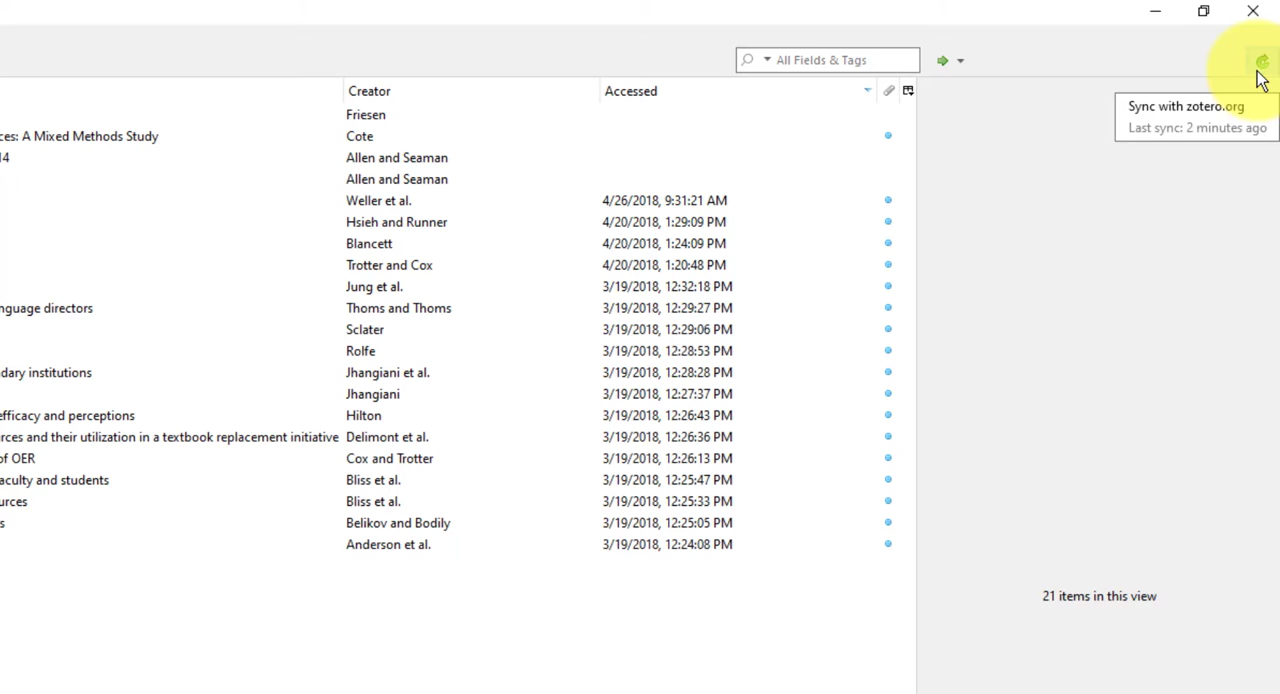 All Fields & Tags
Sync with zotero.org
Last sync: 2 minutes ago
Creator Accessed
Friesen
ces: A Mixed Methods Study Cote
14 Allen and Seaman
Allen and Seaman
Weller et al. 4/26/2018, 9:31:21 AM
Hsieh and Runner 4/20/2018, 1:29:09 PM
Blancett 4/20/2018, 1:24:09 PM
Trotter and Cox 4/20/2018, 1:20:48 PM
Jung et al. 3/19/2018, 12:32:18 PM
nguage directors Thoms and Thoms 3/19/2018, 12:29:27 PM
Sclater 3/19/2018, 12:29:06 PM
Rolfe 3/19/2018, 12:28:53 PM
dary institutions Jhangiani et al. 3/19/2018, 12:28:28 PM
Jhangiani 3/19/2018, 12:27:37 PM
efficacy and perceptions Hilton 3/19/2018, 12:26:43 PM
rces and their utilization in a textbook replacement initiative Delimont et al. 3/19/2018, 12:26:36 PM
of OER Cox and Trotter 3/19/2018, 12:26:13 PM
aculty and students Bliss et al. 3/19/2018, 12:25:47 PM
urces Bliss et al. 3/19/2018, 12:25:33 PM
s Belikov and Bodily 3/19/2018, 12:25:05 PM
Anderson et al. 3/19/2018, 12:24:08 PM
21 items in this view